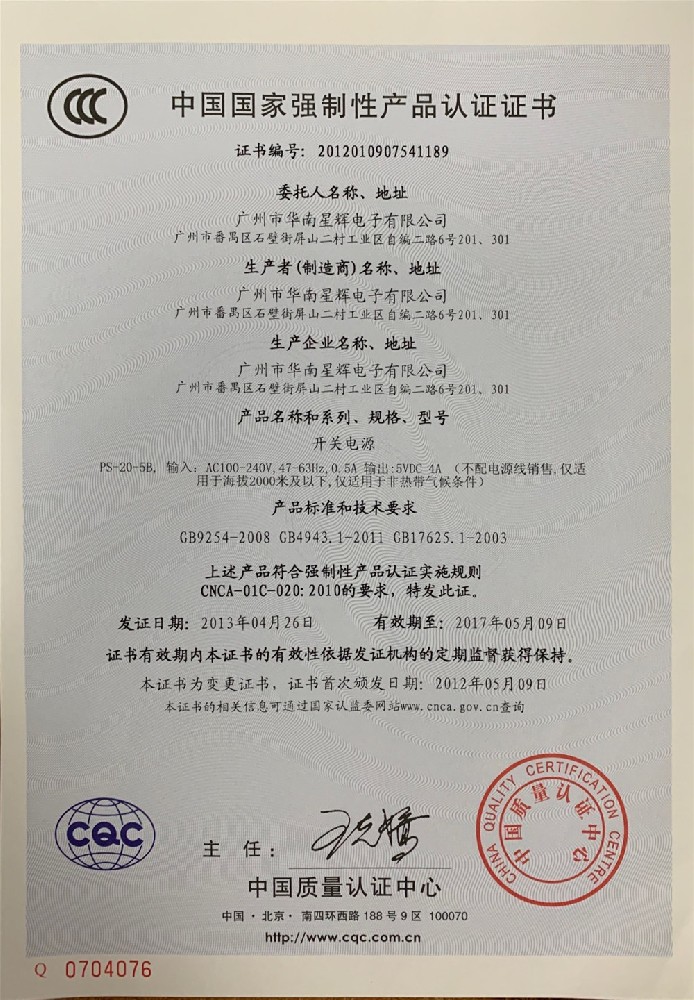 中国国家强制性产品认证证书
证书编号：2012010907541189
委托人名称、地址
广州市华南星辉电子有限公司
广州市番禺区石壁街屏山二村工业区自编二路6号201、301
生产者(制造商)名称、地址
广州市华南星辉电子有限公司
广州市番禺区石壁街屏山二村工业区自编二路6号201、301
生产企业名称、地址
广州市华南星辉电子有限公司
广州市番禺区石壁街屏山二村工业区自编二路6号201、301
产品名称和系列、规格、型号
开关电源
PS-20-5B, 输入：AC100-240V,47-63Hz,0.5A 输出:5VDC 4A （不配电源线销售,仅适
用于海拔2000米及以下,仅适用于非热带气候条件）
产品标准和技术要求
GB9254-2008 GB4943.1-2011 GB17625.1-2003
上述产品符合强制性产品认证实施规则
CNCA-01C-020:2010的要求，特发此证。
发证日期：2013年04月26日 有效期至：2017年05月09日
证书有效期内本证书的有效性依据发证机构的定期监督获得保持。
本证书为变更证书，证书首次颁发日期：2012年05月09日
本证书的相关信息可通过国家认监委网站www.cnca.gov.cn查询
CQC
主 任：
CHINA QUALITY CERTIFICATION CENTRE
中国质量认证中心
中国质量认证中心
中国·北京·南四环西路188号9区 100070
http://www.cqc.com.cn
Q 0704076